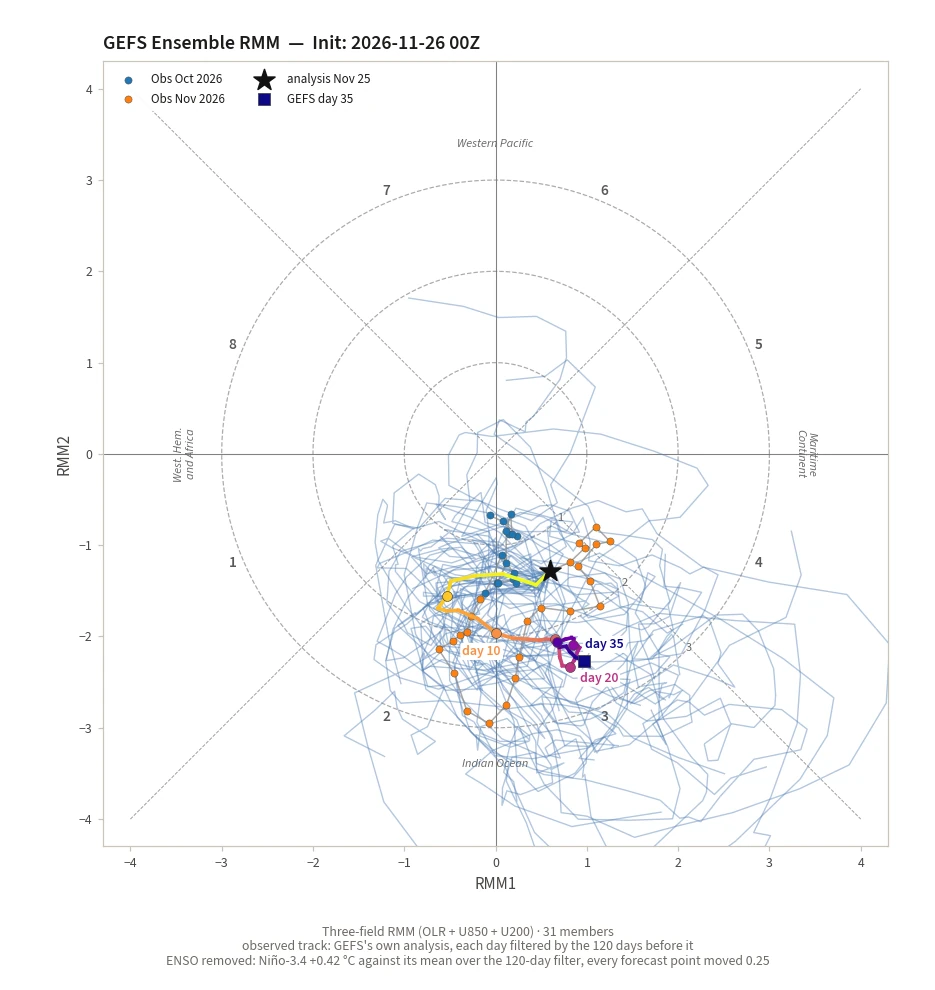 GEFS Ensemble RMM — Init: 2026-11-26 00Z
Obs Oct 2026
Obs Nov 2026
analysis Nov 25
GEFS day 35
Western Pacific
7
6
8
5
West. Hem.
and Africa
Maritime
Continent
1
4
2
3
1
2
3
day 10
day 35
day 20
Indian Ocean
4
3
2
1
0
−1
−2
−3
−4
RMM2
−4
−3
−2
−1
0
1
2
3
4
RMM1
Three-field RMM (OLR + U850 + U200) · 31 members
observed track: GEFS's own analysis, each day filtered by the 120 days before it
ENSO removed: Niño-3.4 +0.42 °C against its mean over the 120-day filter, every forecast point moved 0.25